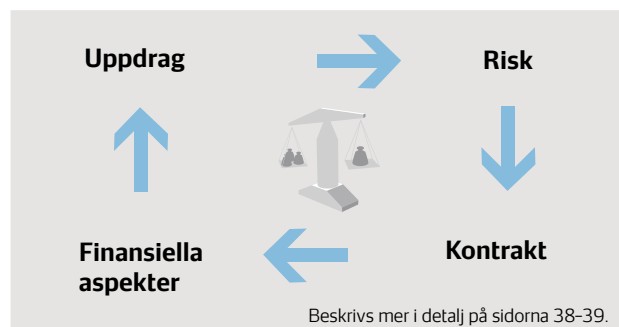 Uppdrag
Risk
Finansiella
aspekter
Kontrakt
Beskrivs mer i detalj på sidorna 38–39.